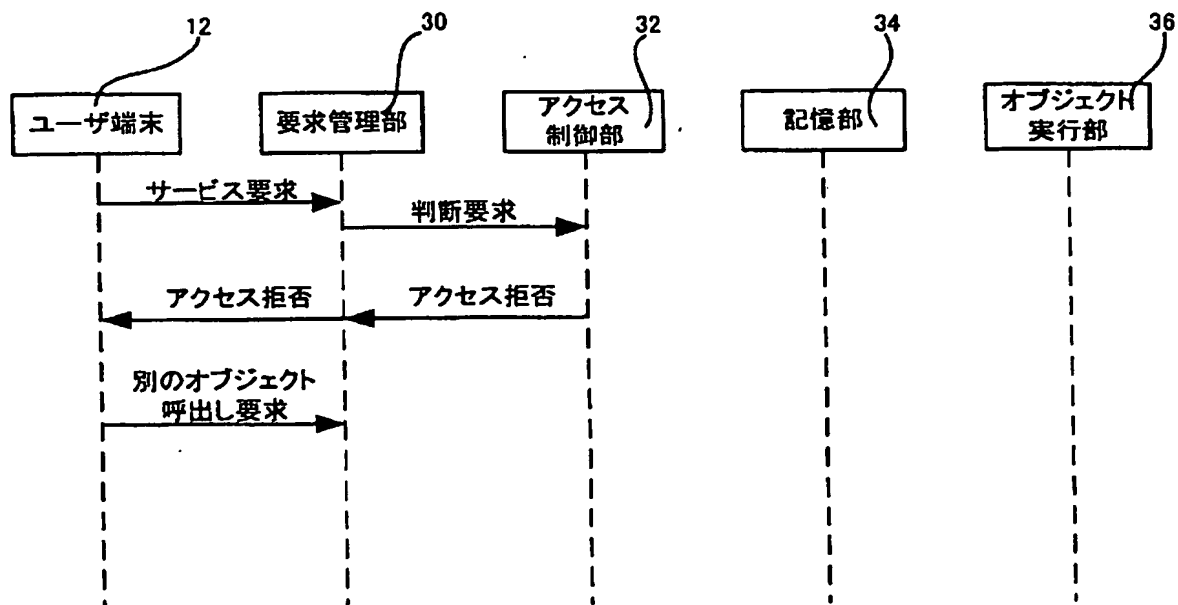 12
30
32
34
36
ユーザ端末
要求管理部
アクセス
制御部
記憶部
オブジェクト
実行部
サービス要求
判断要求
アクセス拒否
アクセス拒否
別のオブジェクト
呼出し要求